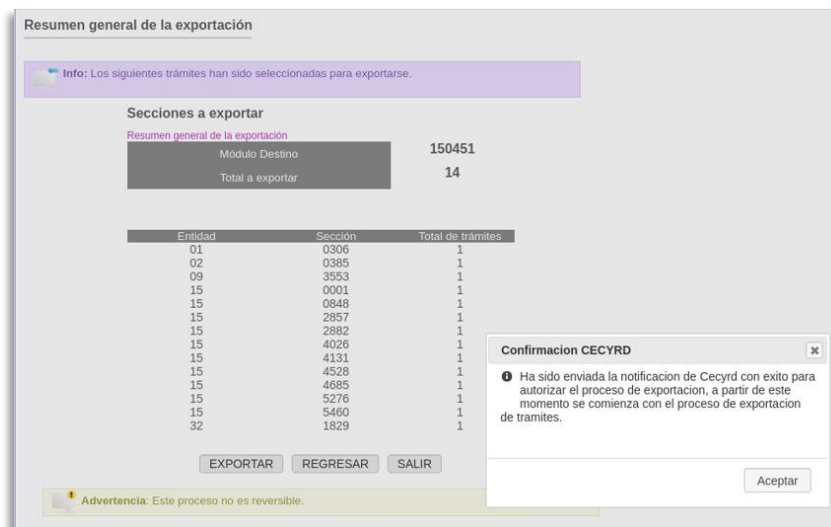 Resumen general de la exportación
Info: Los siguientes trámites han sido seleccionadas para exportarse.
Secciones a exportar
Resumen general de la exportación
Módulo Destino 150451
Total a exportar 14
Entidad Sección Total de trámites
01 0306 1
02 0385 1
09 3553 1
15 0001 1
15 0848 1
15 2857 1
15 2882 1
15 4026 1
15 4131 1
15 4528 1
15 4685 1
15 5276 1
15 5460 1
32 1829 1
EXPORTAR REGRESAR SALIR
Advertencia: Este proceso no es reversible.
Confirmacion CECYRD
Ha sido enviada la notificacion de Cecyrd con exito para
autorizar el proceso de exportacion, a partir de este
momento se comienza con el proceso de exportacion
de tramites.
Aceptar